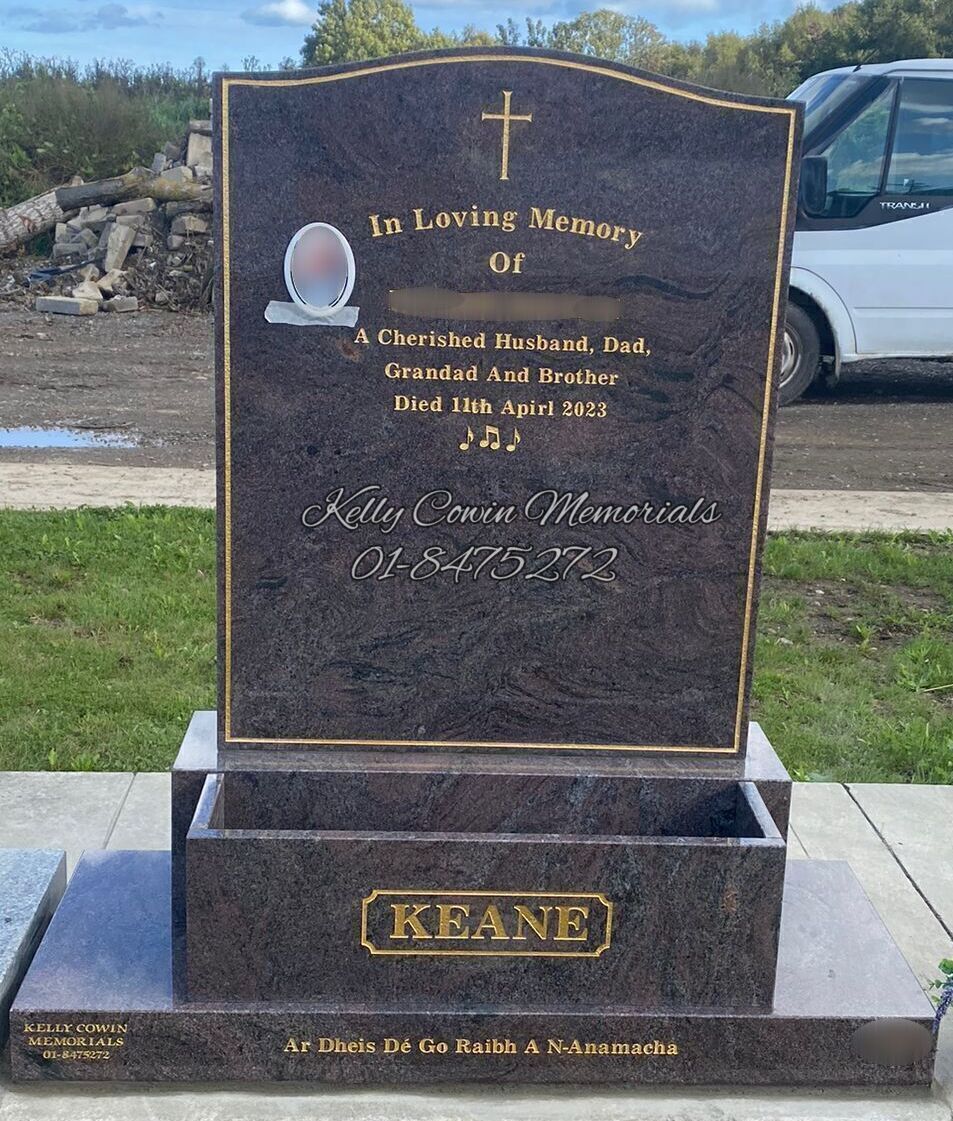 In Loving Memory
Of
A Cherished Husband, Dad,
Grandad And Brother
Died 11th Apirl 2023
Kelly Cowin Memorials
01-8475272
KEANE
KELLY COWIN
MEMORIALS
01-8475272
Ar Dheis Dé Go Raibh A N-Anamacha
TRANSIT